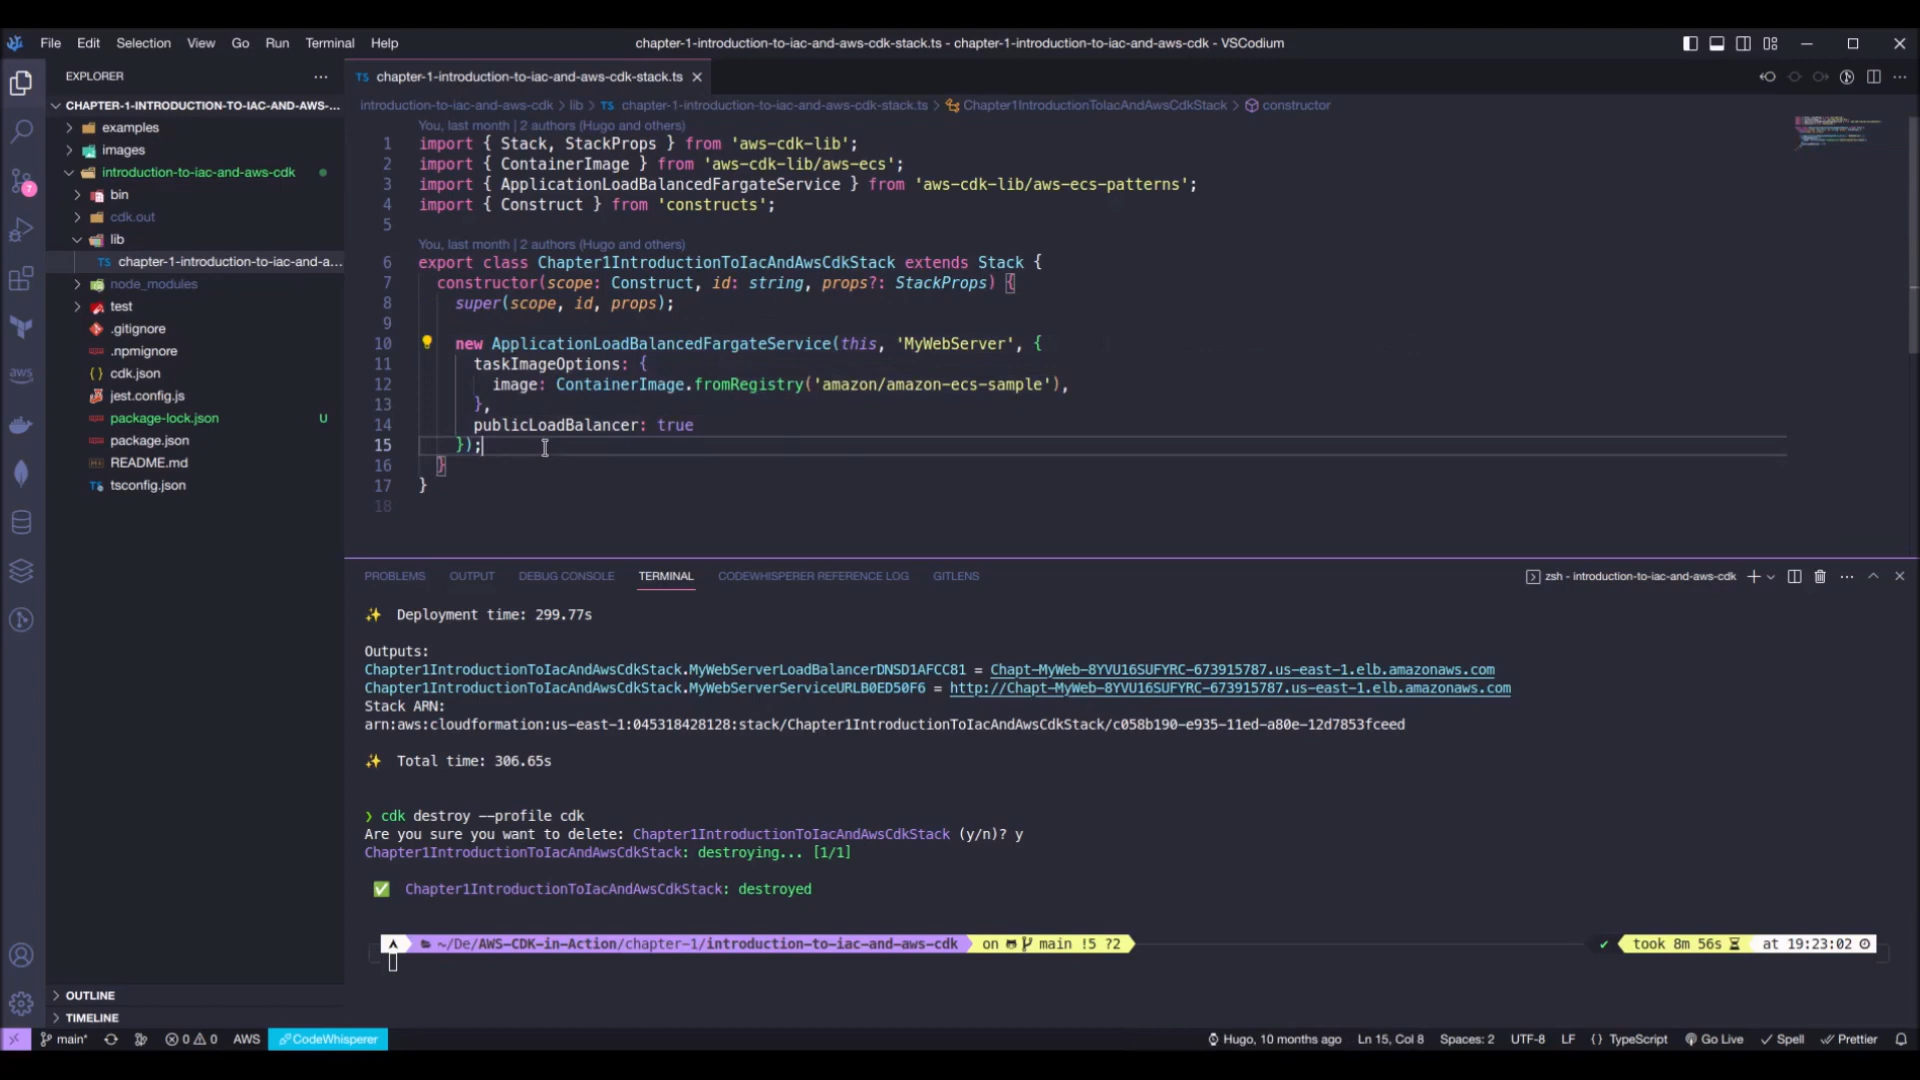 File Edit Selection View Go Run Terminal Help
chapter-1-introduction-to-iac-and-aws-cdk-stack.ts - chapter-1-introduction-to-iac-and-aws-cdk - VSCodium
EXPLORER
CHAPTER-1-INTRODUCTION-TO-IAC-AND-AWS-...
examples
images
introduction-to-iac-and-aws-cdk
bin
cdk.out
lib
TS chapter-1-introduction-to-iac-and-a...
node_modules
test
.gitignore
.npmignore
{} cdk.json
jest.config.js
package-lock.json U
package.json
README.md
tsconfig.json
OUTLINE
TIMELINE
aws
7
TS chapter-1-introduction-to-iac-and-aws-cdk-stack.ts
introduction-to-iac-and-aws-cdk > lib > TS chapter-1-introduction-to-iac-and-aws-cdk-stack.ts > Chapter1IntroductionToIacAndAwsCdkStack > constructor
You, last month | 2 authors (Hugo and others)
1 import { Stack, StackProps } from 'aws-cdk-lib';
2 import { ContainerImage } from 'aws-cdk-lib/aws-ecs';
3 import { ApplicationLoadBalancedFargateService } from 'aws-cdk-lib/aws-ecs-patterns';
4 import { Construct } from 'constructs';
5
You, last month | 2 authors (Hugo and others)
6 export class Chapter1IntroductionToIacAndAwsCdkStack extends Stack {
7 constructor(scope: Construct, id: string, props?: StackProps) {
8 super(scope, id, props);
9
10 new ApplicationLoadBalancedFargateService(this, 'MyWebServer', {
11 taskImageOptions: {
12 image: ContainerImage.fromRegistry('amazon/amazon-ecs-sample'),
13 },
14 publicLoadBalancer: true
15 });
16 }
17 }
18
PROBLEMS OUTPUT DEBUG CONSOLE TERMINAL CODEWHISPERER REFERENCE LOG GITLENS
zsh - introduction-to-iac-and-aws-cdk
✨ Deployment time: 299.77s
Outputs:
Chapter1IntroductionToIacAndAwsCdkStack.MyWebServerLoadBalancerDNSD1AFCC81 = Chapt-MyWeb-8YVU16SUFYRC-673915787.us-east-1.elb.amazonaws.com
Chapter1IntroductionToIacAndAwsCdkStack.MyWebServerServiceURLB0ED50F6 = http://Chapt-MyWeb-8YVU16SUFYRC-673915787.us-east-1.elb.amazonaws.com
Stack ARN:
arn:aws:cloudformation:us-east-1:045318428128:stack/Chapter1IntroductionToIacAndAwsCdkStack/c058b190-e935-11ed-a80e-12d7853fceed
✨ Total time: 306.65s
❯ cdk destroy --profile cdk
Are you sure you want to delete: Chapter1IntroductionToIacAndAwsCdkStack (y/n)? y
Chapter1IntroductionToIacAndAwsCdkStack: destroying... [1/1]
✅ Chapter1IntroductionToIacAndAwsCdkStack: destroyed
~/De/AWS-CDK-in-Action/chapter-1/introduction-to-iac-and-aws-cdk on main !5 ?2 ✔ took 8m 56s at 19:23:02
main* 0 0 AWS CodeWhisperer Hugo, 10 months ago Ln 15, Col 8 Spaces: 2 UTF-8 LF {} TypeScript Go Live Spell Prettier